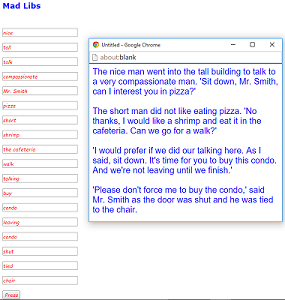 Mad Libs
nice
tall
talk
compassionate
Mr. Smith
pizza
short
shrimp
the cafeteria
walk
talking
buy
condo
leaving
condo
shut
tied
chair
Press
Untitled - Google Chrome
about:blank
The nice man went into the tall building to talk to
a very compassionate man. 'Sit down, Mr. Smith,
can I interest you in pizza?'
The short man did not like eating pizza. 'No
thanks, I would like a shrimp and eat it in the
cafeteria. Can we go for a walk?'
'I would prefer if we did our talking here. As I
said, sit down. It's time for you to buy this condo.
And we're not leaving until we finish.'
'Please don't force me to buy the condo,' said
Mr. Smith as the door was shut and he was tied
to the chair.